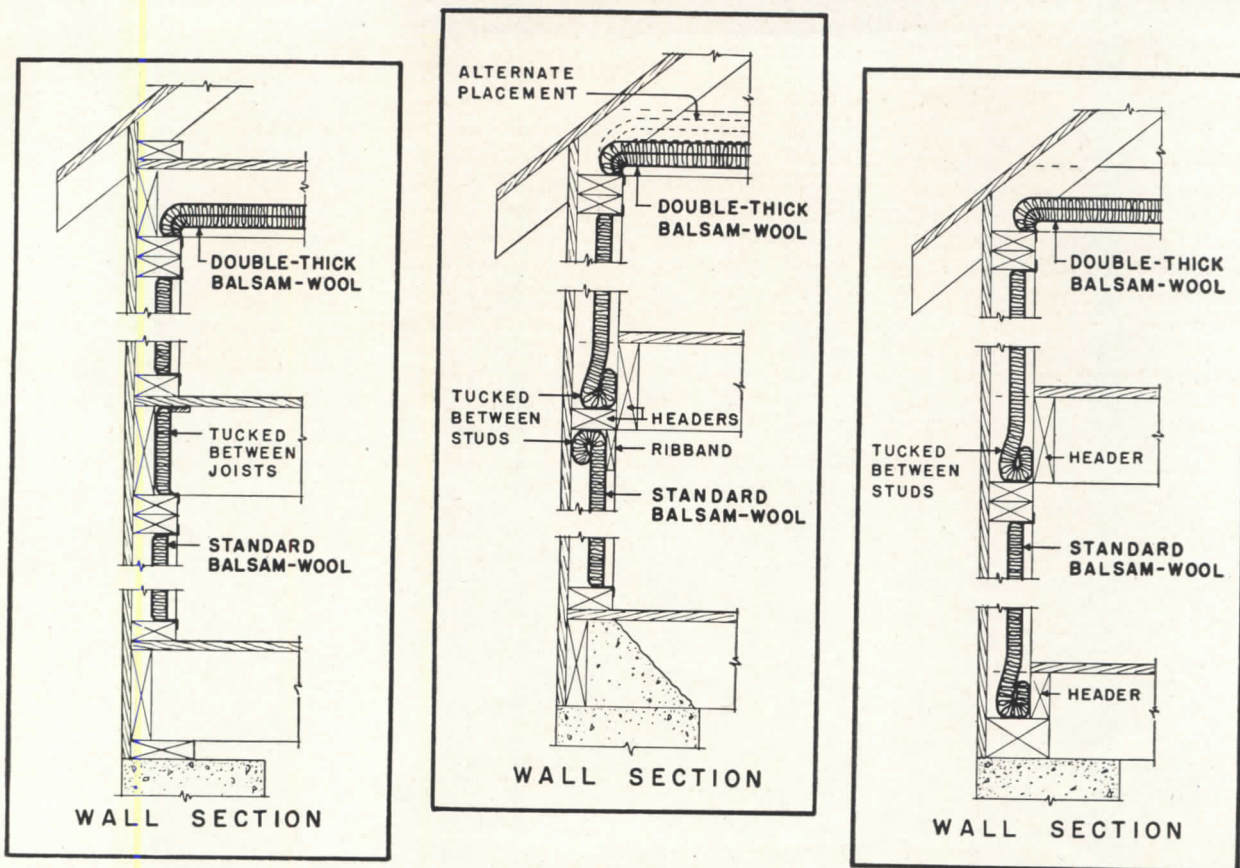 DOUBLE-THICK
BALSAM-WOOL
TUCKED
BETWEEN
JOISTS
STANDARD
BALSAM-WOOL
WALL SECTION
ALTERNATE
PLACEMENT
DOUBLE-THICK
BALSAM-WOOL
TUCKED
BETWEEN
STUDS
HEADERS
RIBBAND
STANDARD
BALSAM-WOOL
WALL SECTION
DOUBLE-THICK
BALSAM-WOOL
TUCKED
BETWEEN
STUDS
HEADER
STANDARD
BALSAM-WOOL
HEADER
WALL SECTION